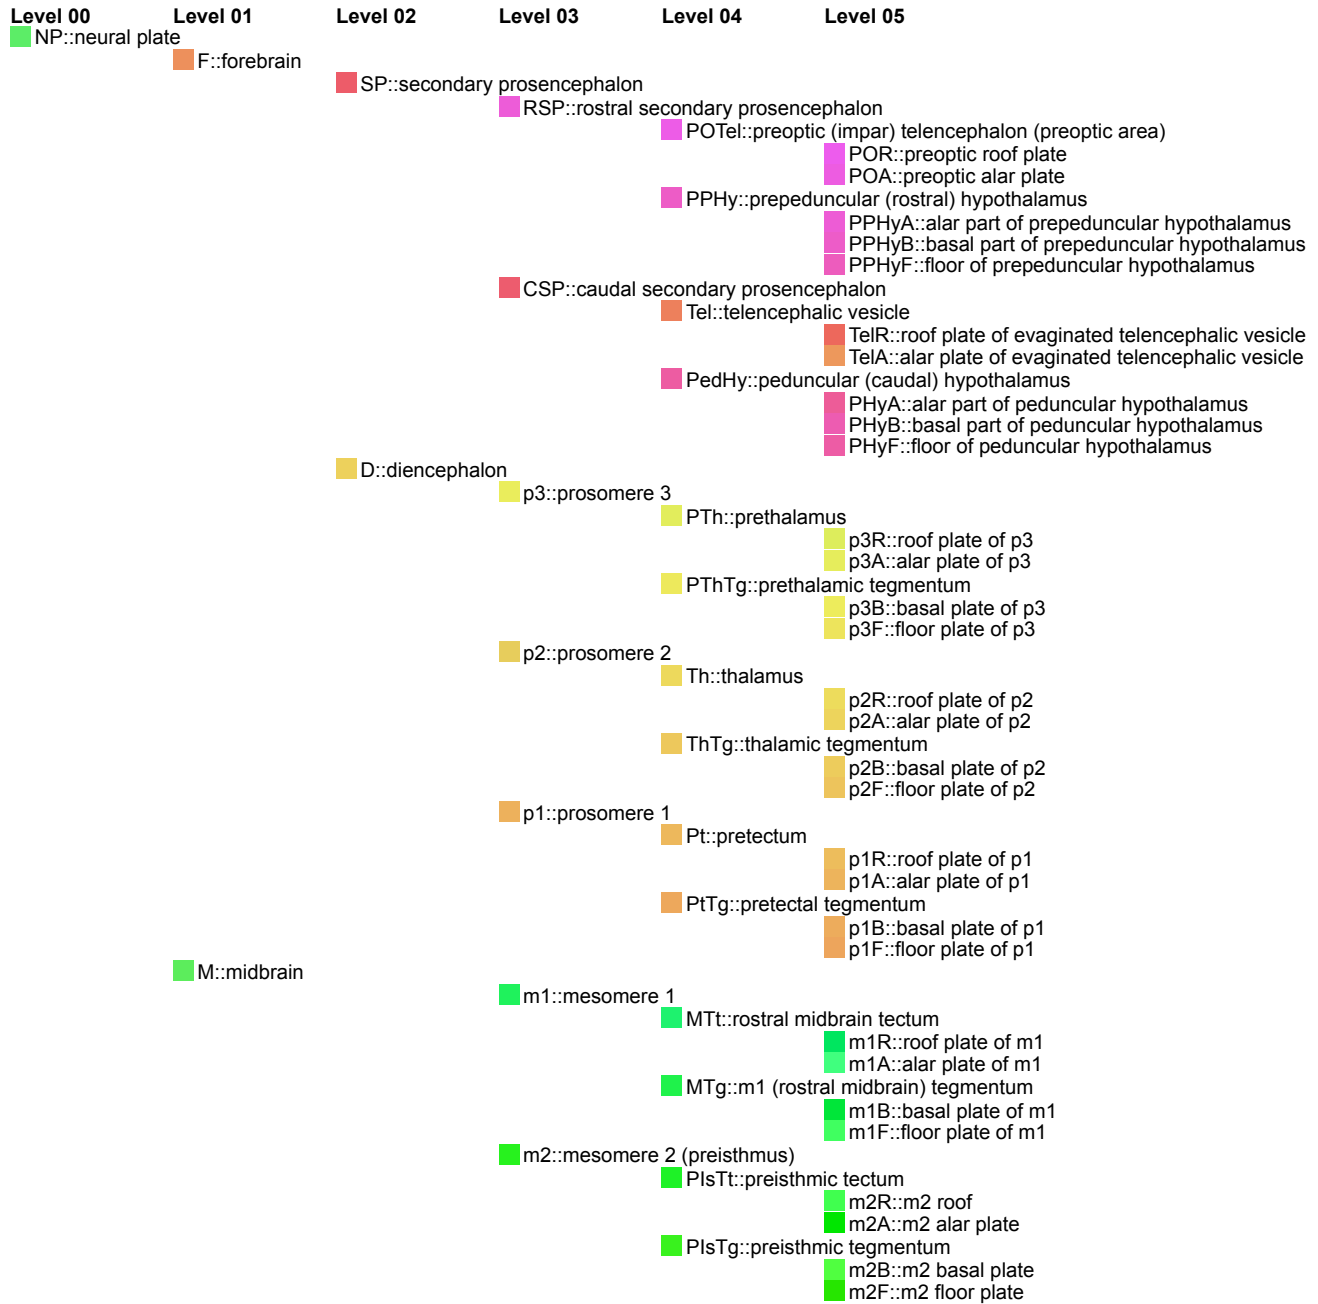 Level 00 Level 01 Level 02 Level 03 Level 04 Level 05
NP::neural plate
F::forebrain
SP::secondary prosencephalon
RSP::rostral secondary prosencephalon
POTel::preoptic (impar) telencephalon (preoptic area)
POR::preoptic roof plate
POA::preoptic alar plate
PPHy::prepeduncular (rostral) hypothalamus
PPHyA::alar part of prepeduncular hypothalamus
PPHyB::basal part of prepeduncular hypothalamus
PPHyF::floor of prepeduncular hypothalamus
CSP::caudal secondary prosencephalon
Tel::telencephalic vesicle
TelR::roof plate of evaginated telencephalic vesicle
TelA::alar plate of evaginated telencephalic vesicle
PedHy::peduncular (caudal) hypothalamus
PHyA::alar part of peduncular hypothalamus
PHyB::basal part of peduncular hypothalamus
PHyF::floor of peduncular hypothalamus
D::diencephalon
p3::prosomere 3
PTh::prethalamus
p3R::roof plate of p3
p3A::alar plate of p3
PThTg::prethalamic tegmentum
p3B::basal plate of p3
p3F::floor plate of p3
p2::prosomere 2
Th::thalamus
p2R::roof plate of p2
p2A::alar plate of p2
ThTg::thalamic tegmentum
p2B::basal plate of p2
p2F::floor plate of p2
p1::prosomere 1
Pt::pretectum
p1R::roof plate of p1
p1A::alar plate of p1
PtTg::pretectal tegmentum
p1B::basal plate of p1
p1F::floor plate of p1
M::midbrain
m1::mesomere 1
MTt::rostral midbrain tectum
m1R::roof plate of m1
m1A::alar plate of m1
MTg::m1 (rostral midbrain) tegmentum
m1B::basal plate of m1
m1F::floor plate of m1
m2::mesomere 2 (preisthmus)
PIsTt::preisthmic tectum
m2R::m2 roof
m2A::m2 alar plate
PIsTg::preisthmic tegmentum
m2B::m2 basal plate
m2F::m2 floor plate